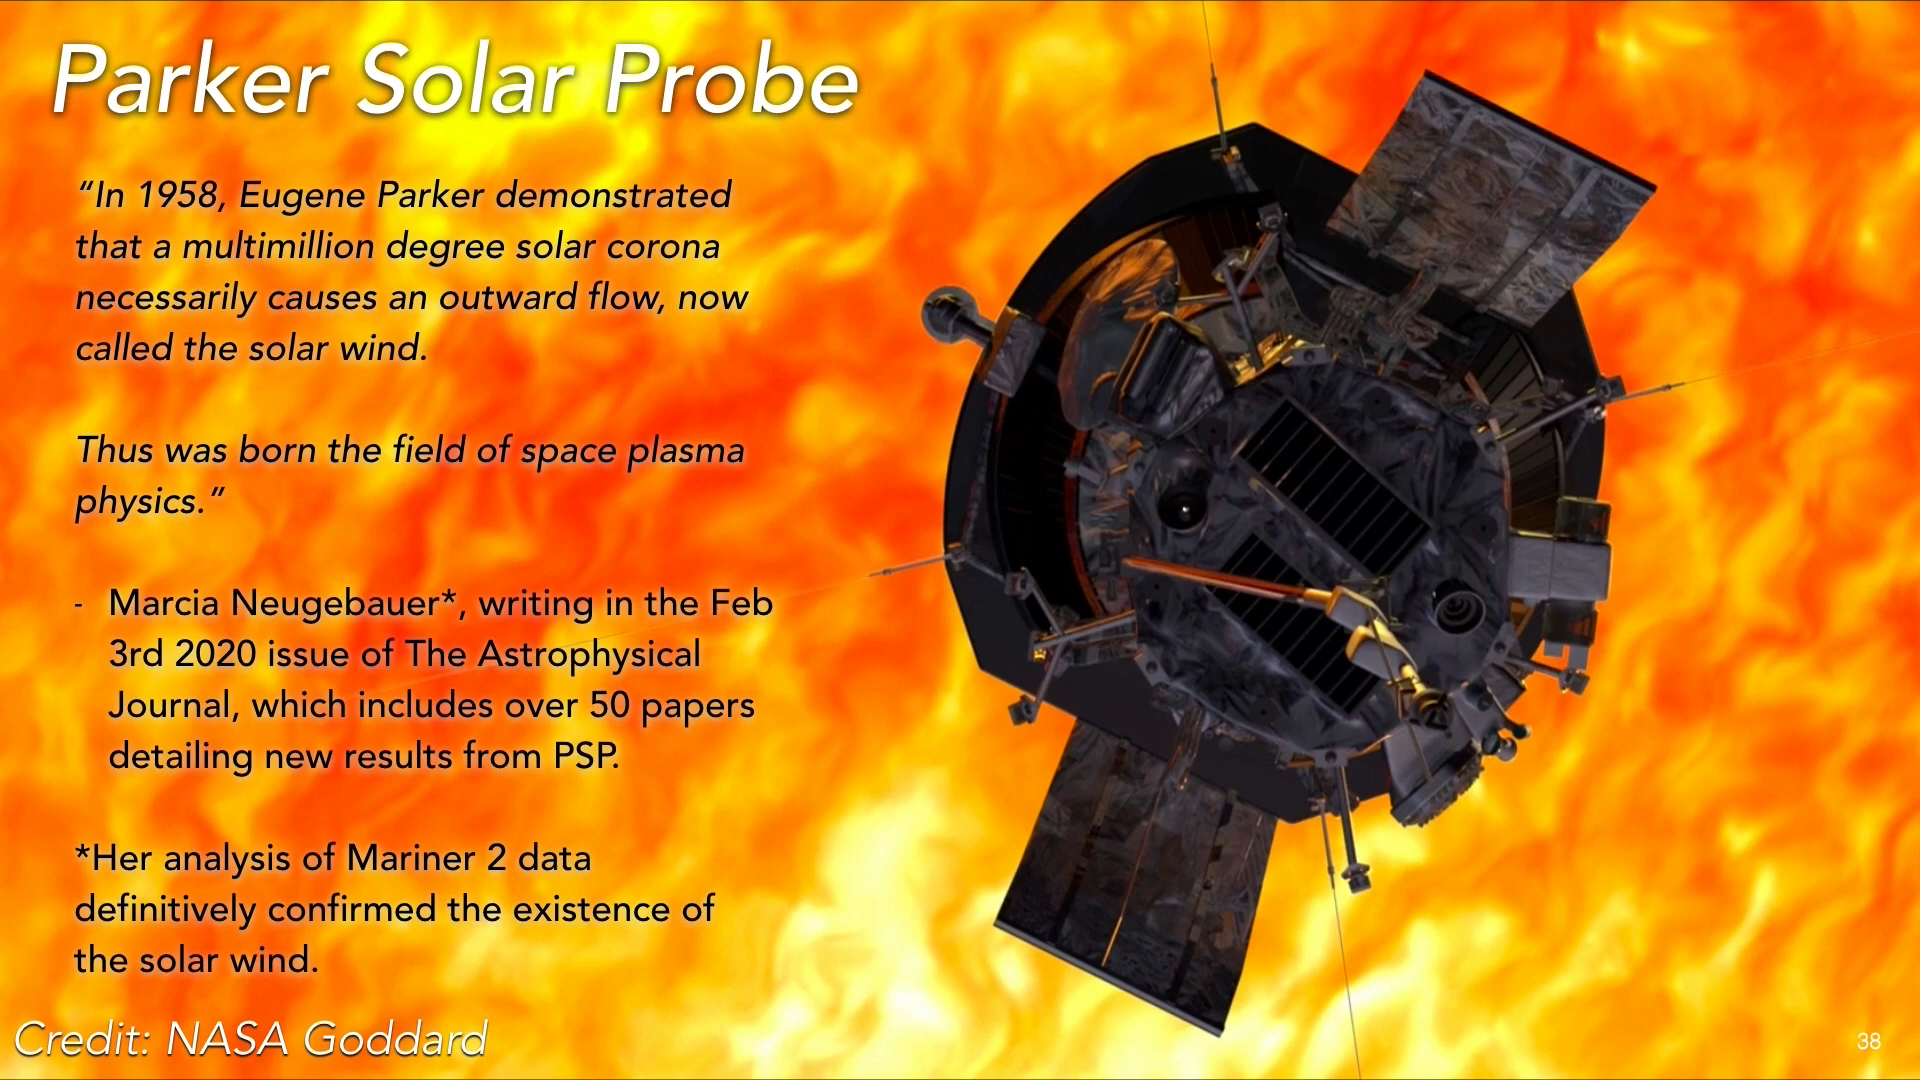 Parker Solar Probe
“In 1958, Eugene Parker demonstrated
that a multimillion degree solar corona
necessarily causes an outward flow, now
called the solar wind.
Thus was born the field of space plasma
physics.”
- Marcia Neugebauer*, writing in the Feb
3rd 2020 issue of The Astrophysical
Journal, which includes over 50 papers
detailing new results from PSP.
*Her analysis of Mariner 2 data
definitively confirmed the existence of
the solar wind.
Credit: NASA Goddard
38